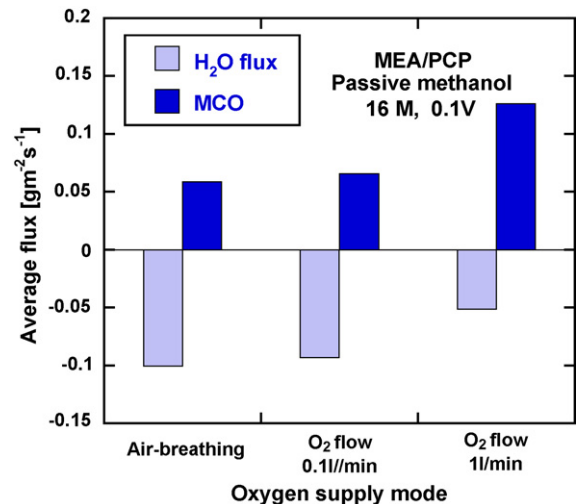 0.2
0.15
0.1
0.05
0
-0.05
-0.1
-0.15
Average flux [gm⁻²s⁻¹]
H₂O flux
MCO
MEA/PCP
Passive methanol
16 M, 0.1V
Air-breathing
O₂ flow
0.1l//min
O₂ flow
1l/min
Oxygen supply mode